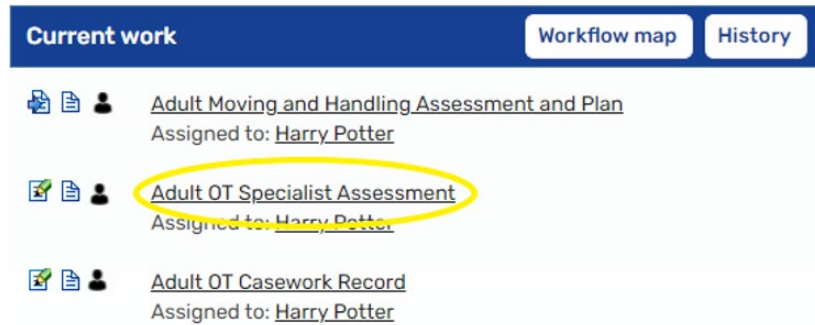 Current work Workflow map History
Adult Moving and Handling Assessment and Plan
Assigned to: Harry Potter
Adult OT Specialist Assessment
Assigned to: Harry Potter
Adult OT Casework Record
Assigned to: Harry Potter